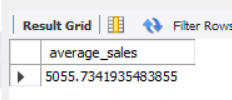 Result Grid Filter Rows
average_sales
5055.7341935483855